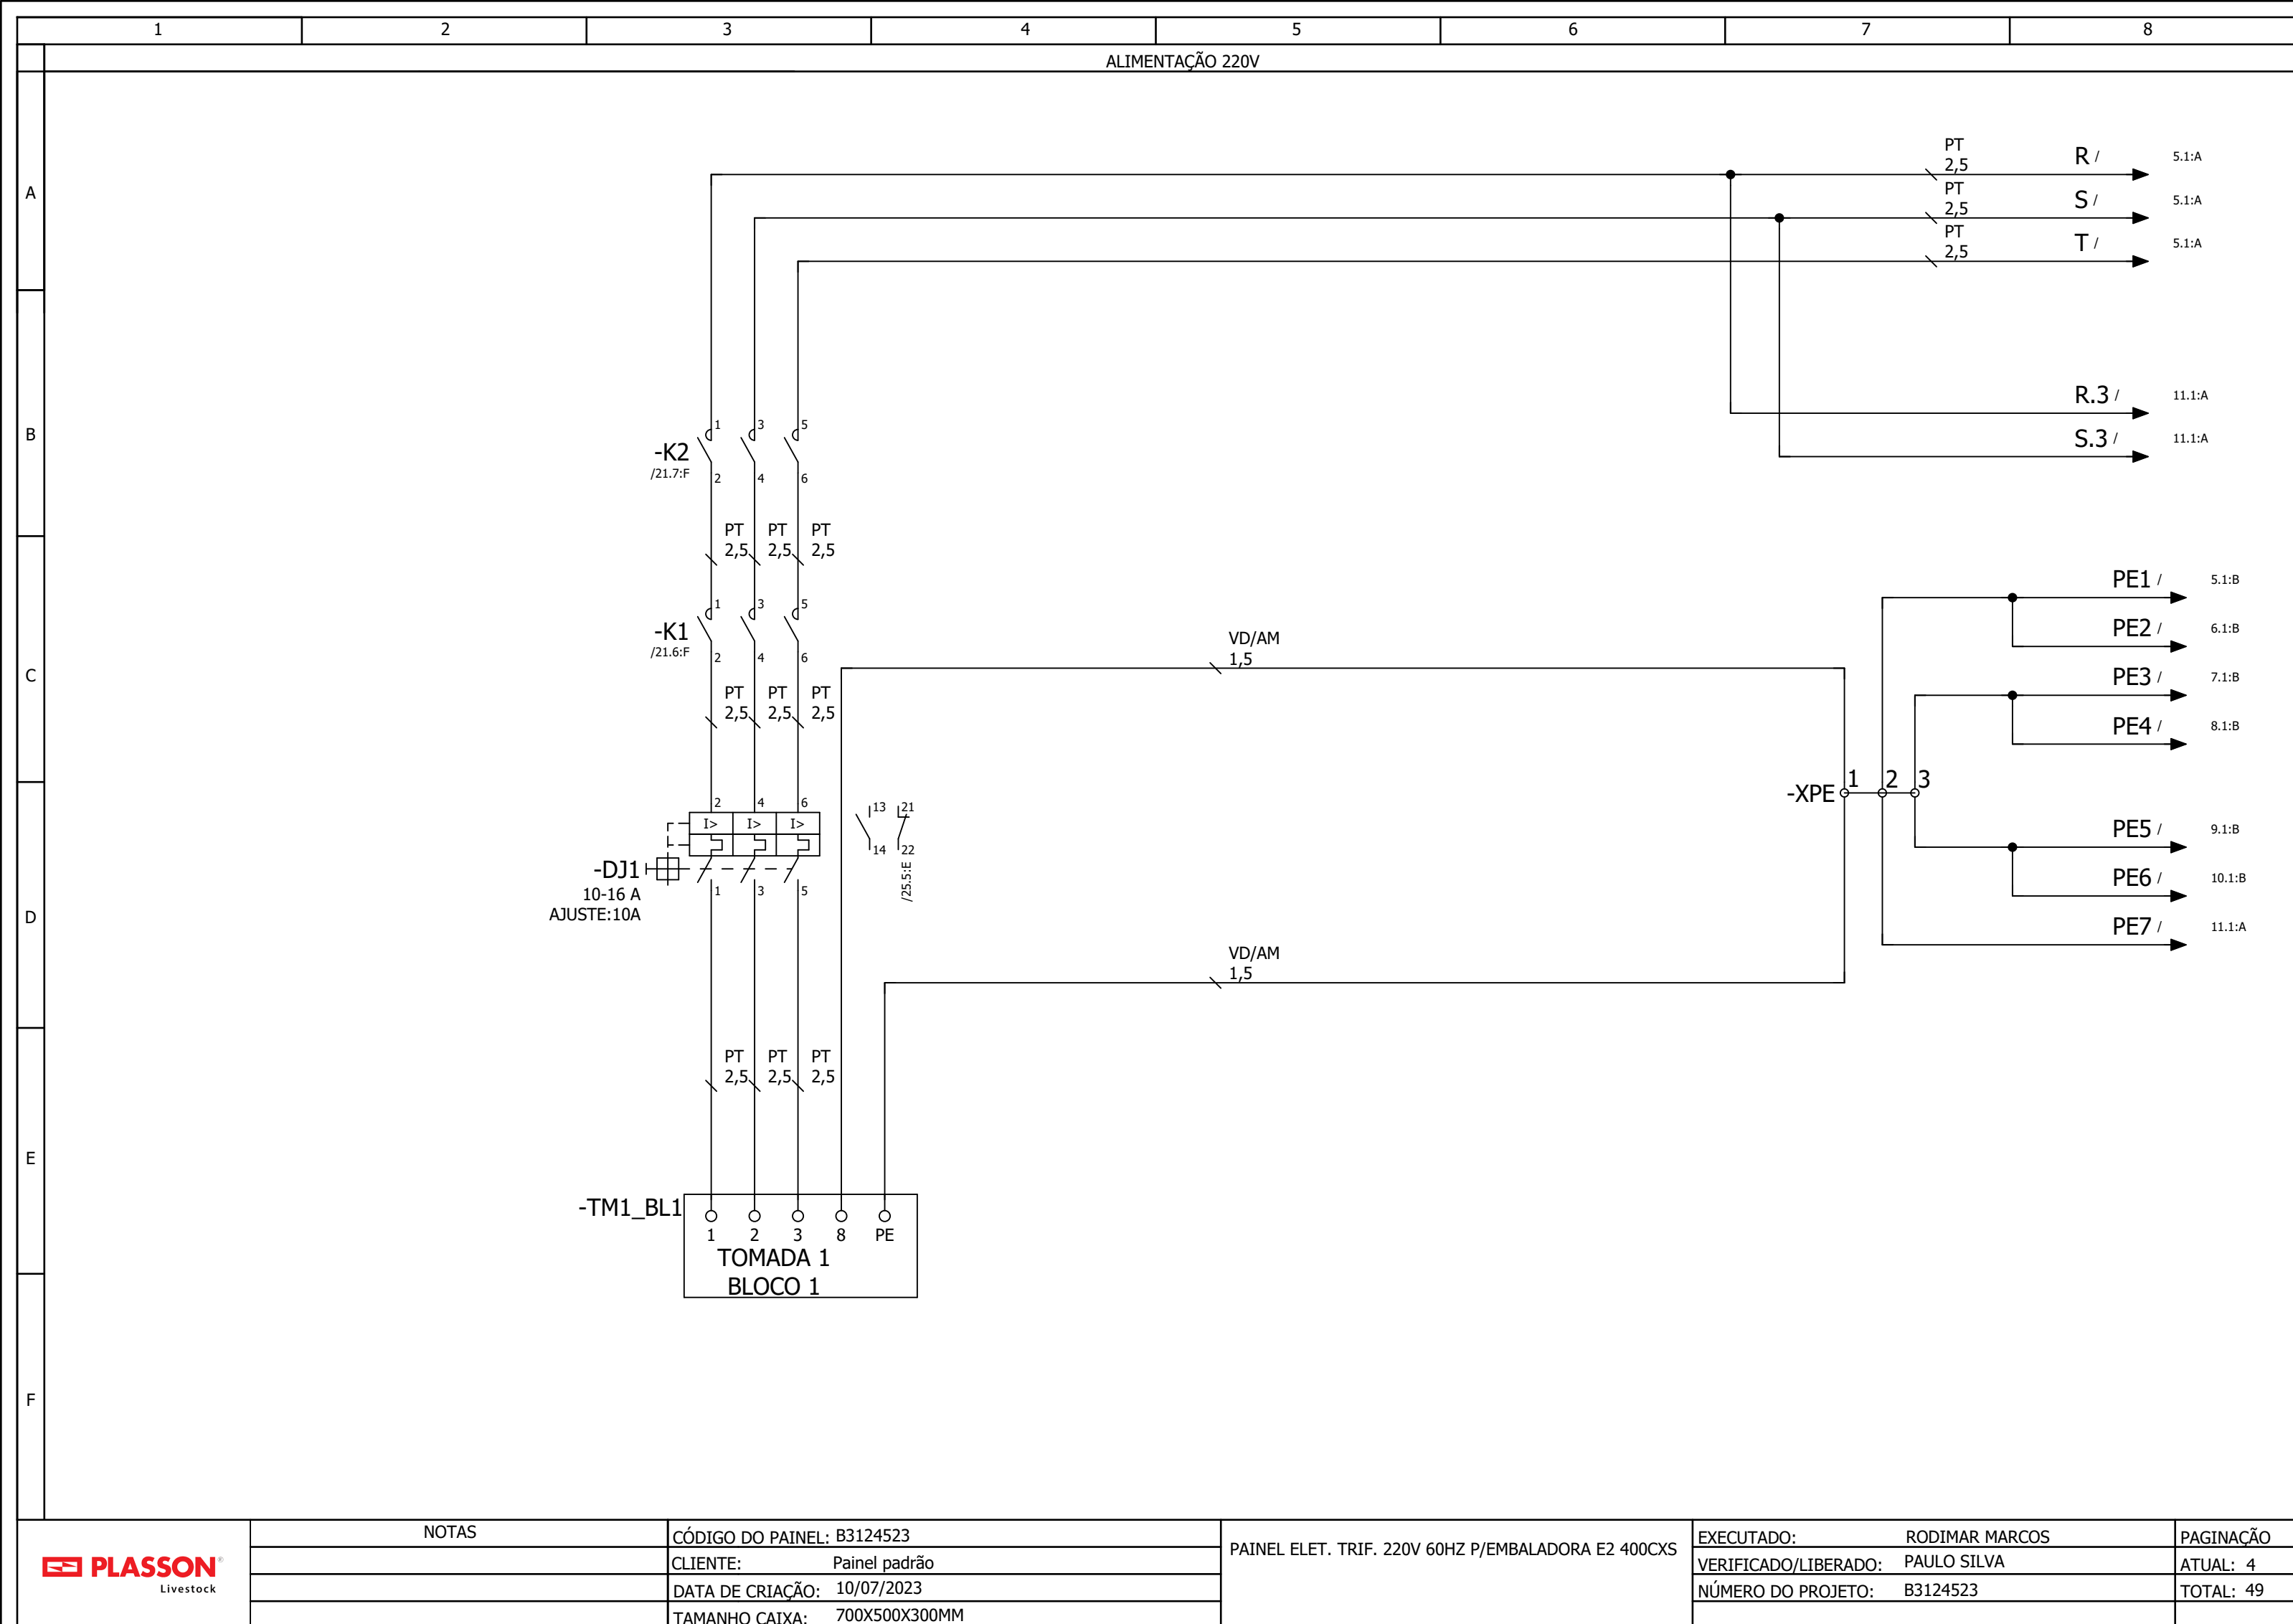 1 2 3 4 5 6 7 8
ALIMENTAÇÃO 220V
A
B
C
D
E
F
PT
2,5
R /
5.1:A
PT
2,5
S /
5.1:A
PT
2,5
T /
5.1:A
R.3 /
11.1:A
S.3 /
11.1:A
-K2
/21.7:F
1 3 5
2 4 6
PT PT PT
2,5 2,5 2,5
-K1
/21.6:F
1 3 5
2 4 6
PT PT PT
2,5 2,5 2,5
VD/AM
1,5
PE1 /
5.1:B
PE2 /
6.1:B
PE3 /
7.1:B
PE4 /
8.1:B
-XPE
1 2 3
PE5 /
9.1:B
PE6 /
10.1:B
PE7 /
11.1:A
2 4 6
I> I> I>
-DJ1
10-16 A
AJUSTE:10A
1 3 5
13 21
14 22
/25.5:E
VD/AM
1,5
PT PT PT
2,5 2,5 2,5
-TM1_BL1
1 2 3 8 PE
TOMADA 1
BLOCO 1
PLASSON®
Livestock
NOTAS
CÓDIGO DO PAINEL: B3124523
CLIENTE: Painel padrão
DATA DE CRIAÇÃO: 10/07/2023
TAMANHO CAIXA: 700X500X300MM
PAINEL ELET. TRIF. 220V 60HZ P/EMBALADORA E2 400CXS
EXECUTADO: RODIMAR MARCOS
VERIFICADO/LIBERADO: PAULO SILVA
NÚMERO DO PROJETO: B3124523
PAGINAÇÃO
ATUAL: 4
TOTAL: 49